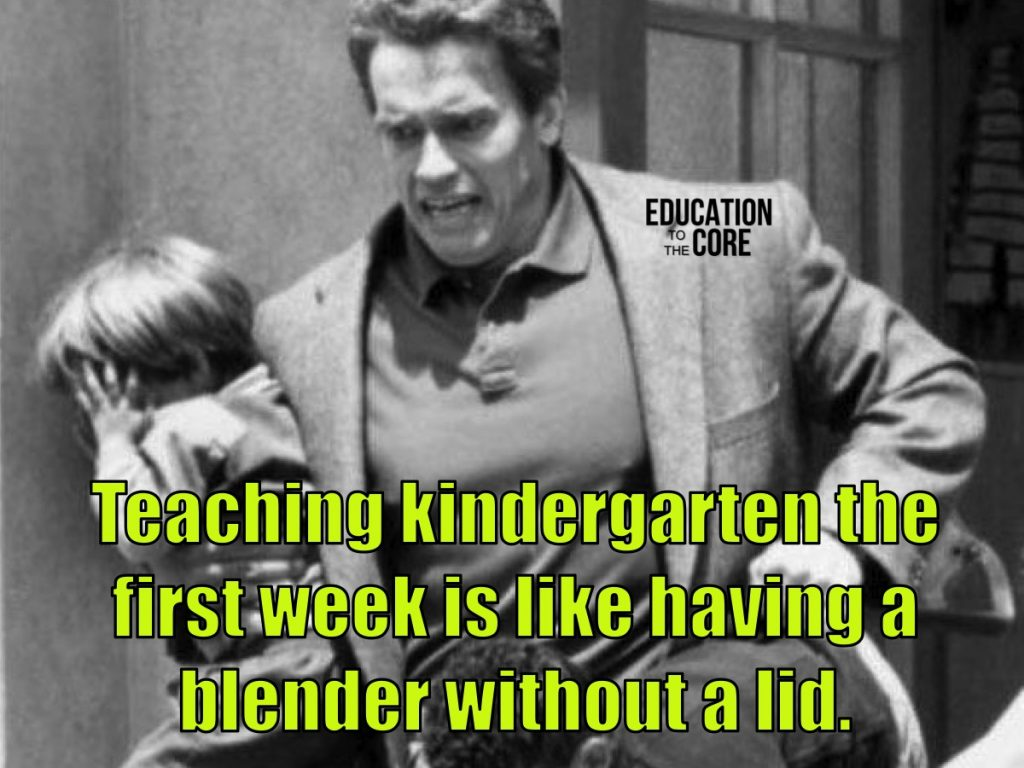 EDUCATION
TO
THE CORE
Teaching kindergarten the
first week is like having a
blender without a lid.